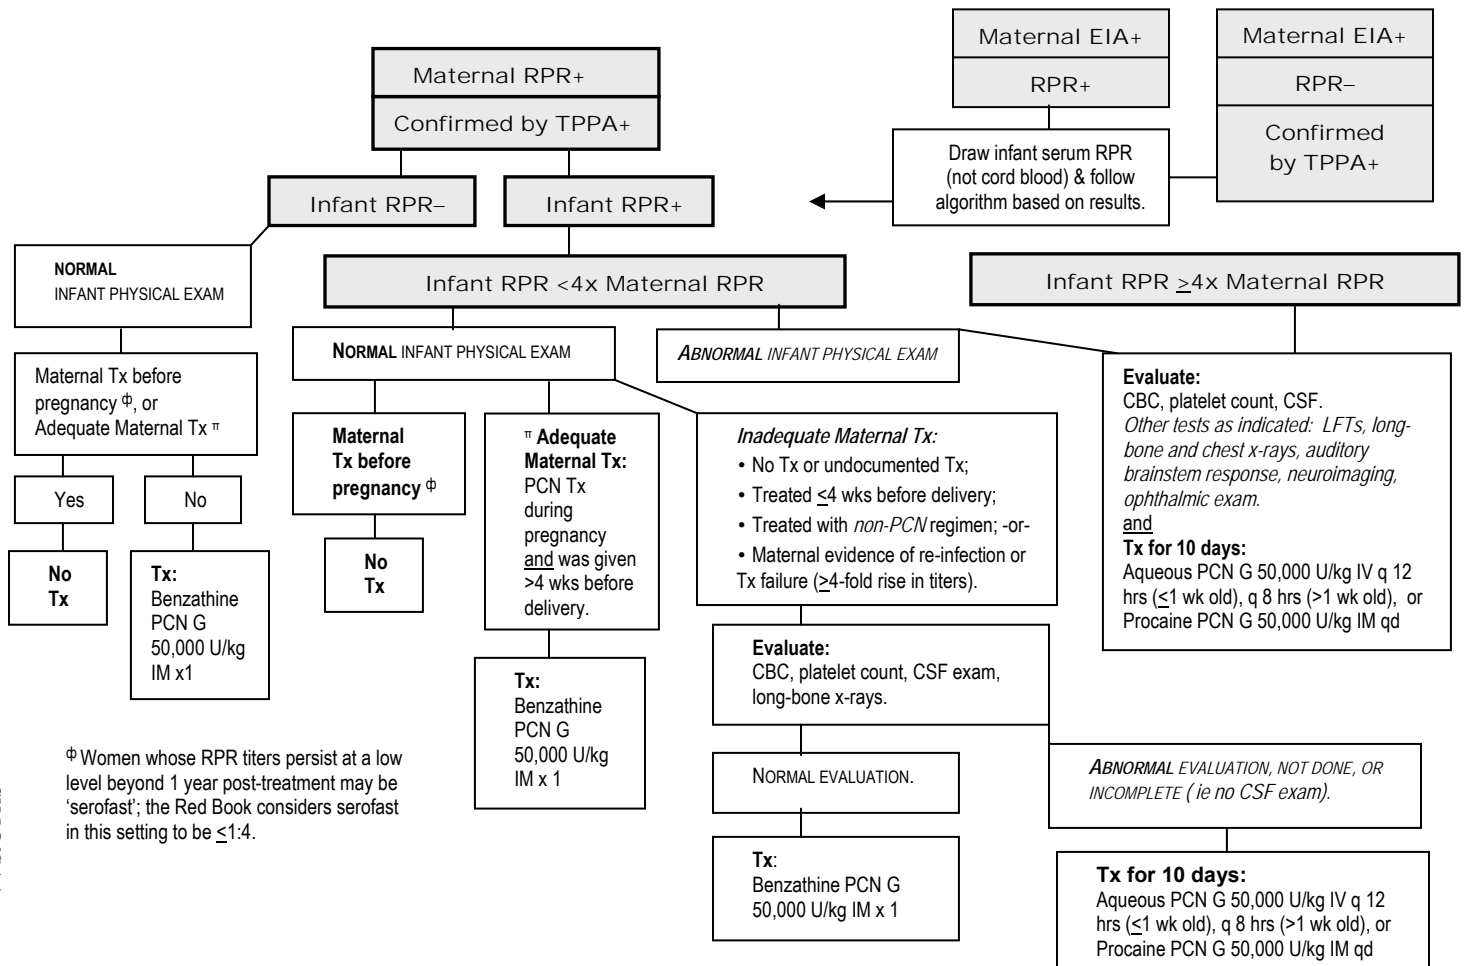 Maternal EIA+
RPR+
Maternal EIA+
RPR–
Confirmed
by TPPA+
Maternal RPR+
Confirmed by TPPA+
Draw infant serum RPR
(not cord blood) & follow
algorithm based on results.
Infant RPR–
Infant RPR+
NORMAL
INFANT PHYSICAL EXAM
Infant RPR <4x Maternal RPR
Infant RPR ≥4x Maternal RPR
NORMAL INFANT PHYSICAL EXAM
ABNORMAL INFANT PHYSICAL EXAM
Maternal Tx before
pregnancy ϕ, or
Adequate Maternal Tx π
Yes
No
No
Tx
Tx:
Benzathine
PCN G
50,000 U/kg
IM x1
Maternal
Tx before
pregnancy ϕ
No
Tx
π Adequate
Maternal Tx:
PCN Tx
during
pregnancy
and was given
>4 wks before
delivery.
Tx:
Benzathine
PCN G
50,000 U/kg
IM x 1
Inadequate Maternal Tx:
• No Tx or undocumented Tx;
• Treated ≤4 wks before delivery;
• Treated with non-PCN regimen; -or-
• Maternal evidence of re-infection or
Tx failure (≥4-fold rise in titers).
Evaluate:
CBC, platelet count, CSF.
Other tests as indicated: LFTs, long-
bone and chest x-rays, auditory
brainstem response, neuroimaging,
ophthalmic exam.
and
Tx for 10 days:
Aqueous PCN G 50,000 U/kg IV q 12
hrs (≤1 wk old), q 8 hrs (>1 wk old), or
Procaine PCN G 50,000 U/kg IM qd
Evaluate:
CBC, platelet count, CSF exam,
long-bone x-rays.
NORMAL EVALUATION.
ABNORMAL EVALUATION, NOT DONE, OR
INCOMPLETE ( ie no CSF exam).
Tx:
Benzathine PCN G
50,000 U/kg IM x 1
Tx for 10 days:
Aqueous PCN G 50,000 U/kg IV q 12
hrs (≤1 wk old), q 8 hrs (>1 wk old), or
Procaine PCN G 50,000 U/kg IM qd
ϕ Women whose RPR titers persist at a low
level beyond 1 year post-treatment may be
‘serofast’; the Red Book considers serofast
in this setting to be ≤1:4.